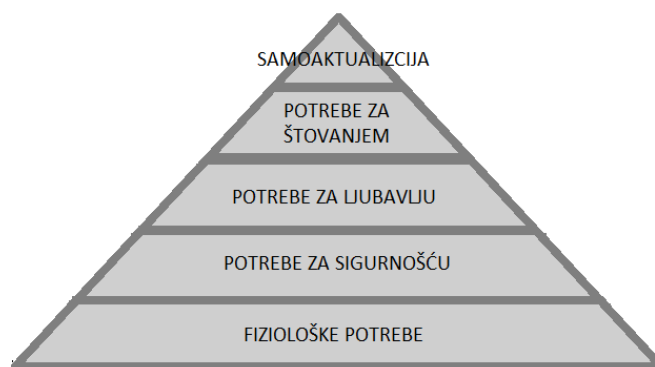 SAMOAKTUALIZCIJA
POTREBE ZA
ŠTOVANJEM
POTREBE ZA LJUBAVLJU
POTREBE ZA SIGURNOŠĆU
FIZIOLOŠKE POTREBE